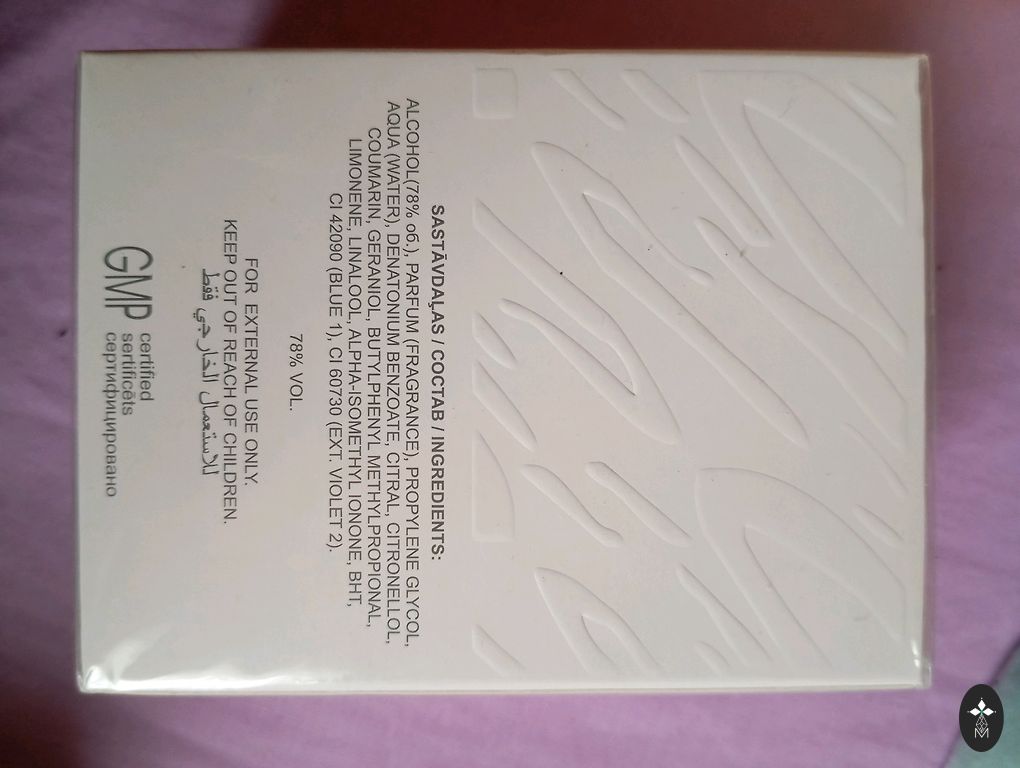 SASTĀVDAĻAS / СОСТАВ / INGREDIENTS:
ALCOHOL(78% об.), PARFUM (FRAGRANCE), PROPYLENE GLYCOL,
AQUA (WATER), DENATONIUM BENZOATE, CITRAL, CITRONELLOL,
COUMARIN, GERANIOL, BUTYLPHENYL METHYLPROPIONAL,
LIMONENE, LINALOOL, ALPHA-ISOMETHYL IONONE, BHT,
CI 42090 (BLUE 1), CI 60730 (EXT. VIOLET 2).
78% VOL.
FOR EXTERNAL USE ONLY.
KEEP OUT OF REACH OF CHILDREN.
للاستعمال الخارجي فقط
GMP certified
sertificēts
сертифицировано